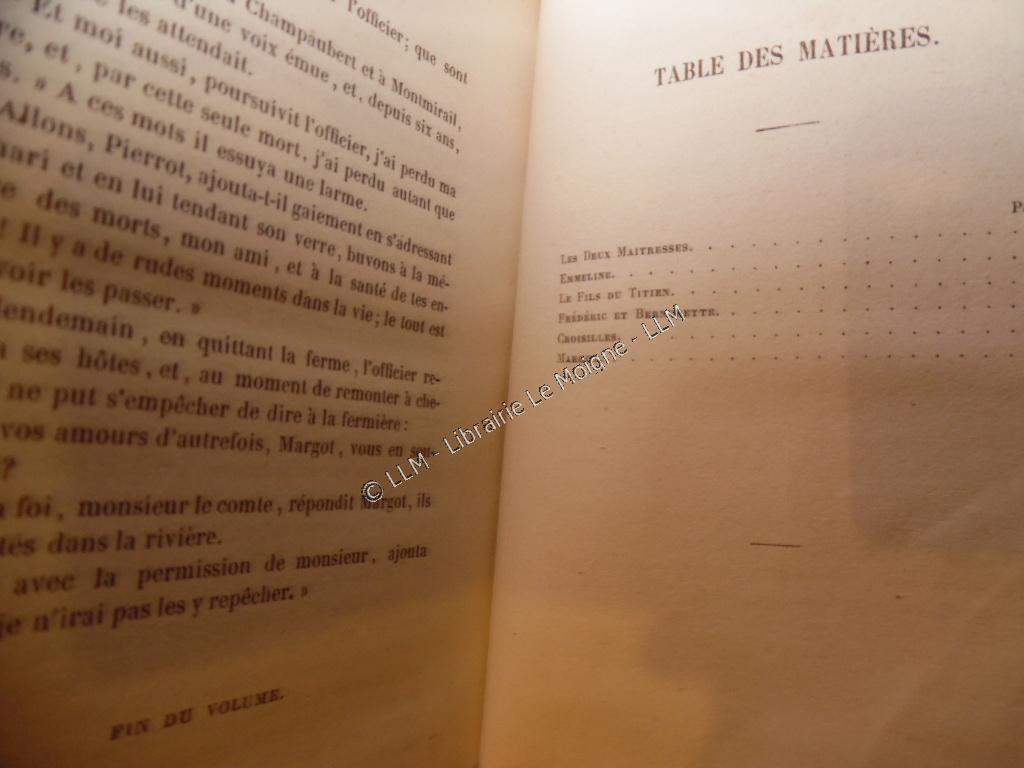 l'officier; que sont
Champaubert et à Montmirail,
d'une voix émue, et, depuis six ans,
les attendait.
Et moi aussi, poursuivit l'officier, j'ai perdu ma
re, et, par cette seule mort, j'ai perdu autant que
s. » A ces mots il essuya une larme.
Allons, Pierrot, ajouta-t-il gaiement en s'adressant
mari et en lui tendant son verre, buvons à la mé-
e des morts, mon ami, et à la santé de tes en-
! Il y a de rudes moments dans la vie; le tout est
voir les passer. »
lendemain, en quittant la ferme, l'officier re-
a ses hôtes, et, au moment de remonter à che-
ne put s'empêcher de dire à la fermière:
vos amours d'autrefois, Margot, vous en sou-
?
a foi, monsieur le comte, répondit Margot, ils
tés dans la rivière.
avec la permission de monsieur, ajouta
je n'irai pas les y repêcher. »
FIN DU VOLUME.
TABLE DES MATIÈRES.
P
LES DEUX MAITRESSES.
EMMELINE.
LE FILS DU TITIEN.
FRÉDÉRIC ET BERNERETTE.
CROISILLES.
MARGOT.
© LLM - Librairie Le Moigne - LLM